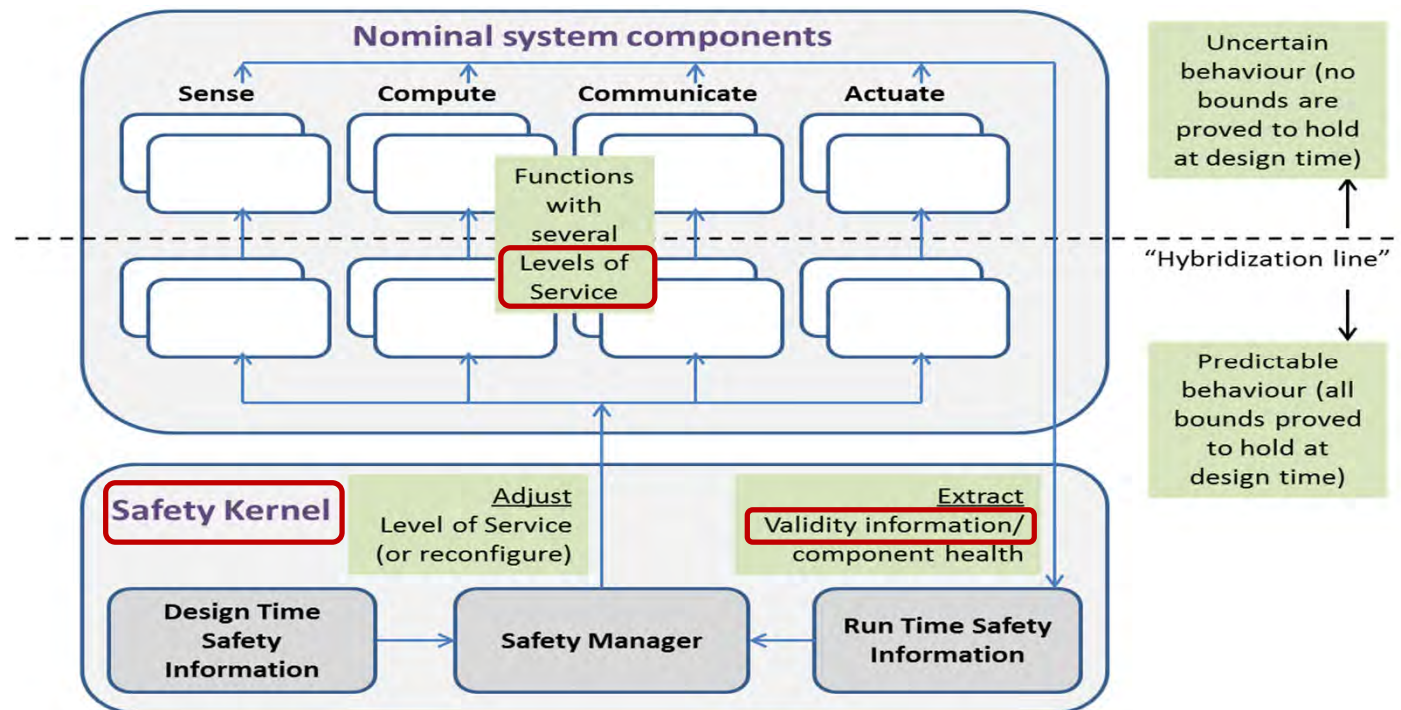 Nominal system components
Sense
Compute
Communicate
Actuate
Functions
with
several
Levels of
Service
Uncertain
behaviour (no
bounds are
proved to hold
at design time)
“Hybridization line”
Predictable
behaviour (all
bounds proved
to hold at
design time)
Safety Kernel
Adjust
Level of Service
(or reconfigure)
Extract
Validity information/
component health
Design Time
Safety
Information
Safety Manager
Run Time Safety
Information